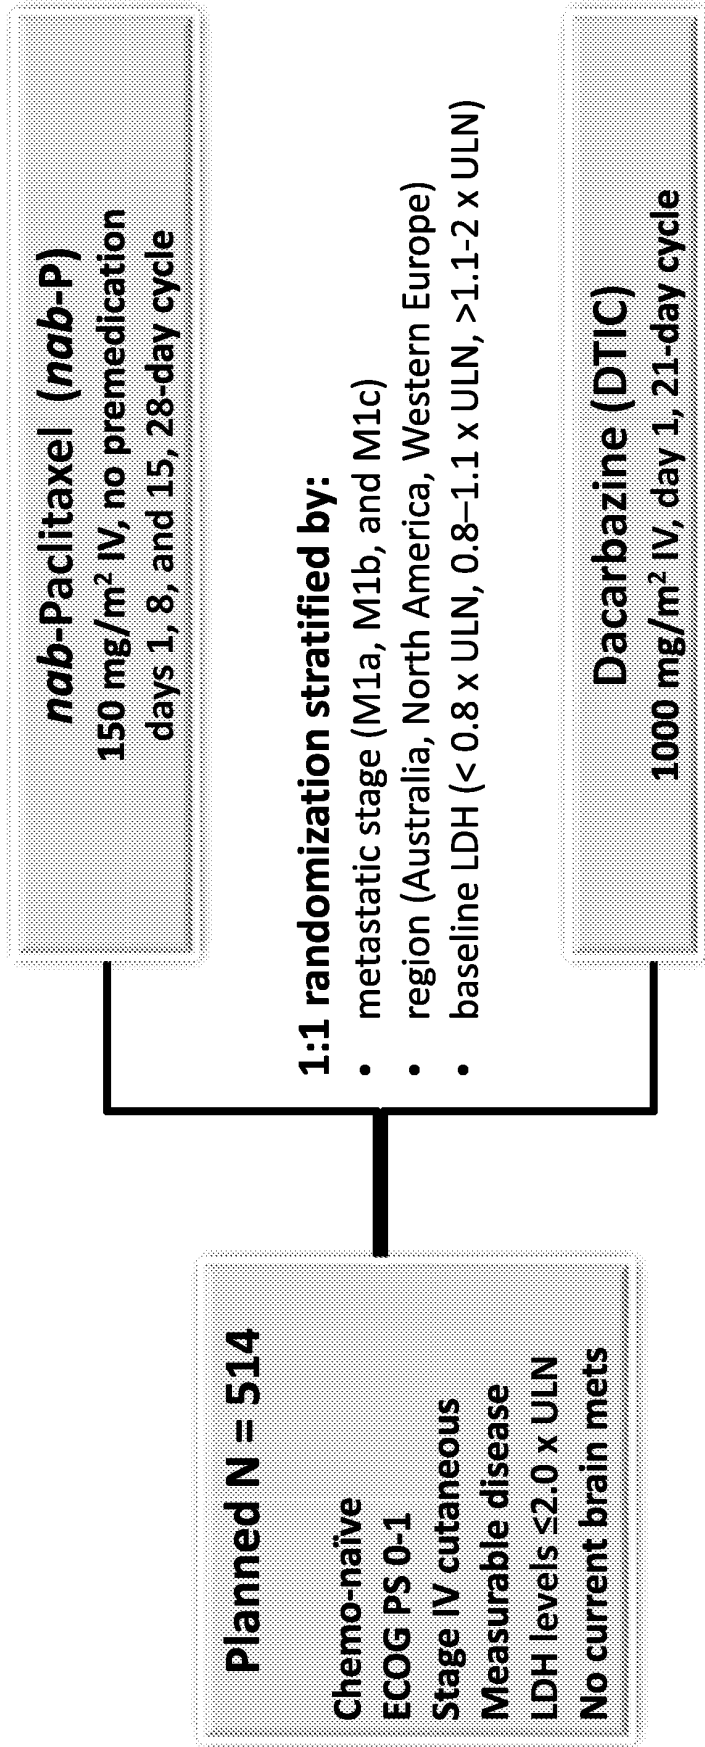 Planned N = 514
Chemo-naïve
ECOG PS 0-1
Stage IV cutaneous
Measurable disease
LDH levels ≤2.0 x ULN
No current brain mets
nab-Paclitaxel (nab-P)
150 mg/m² IV, no premedication
days 1, 8, and 15, 28-day cycle
1:1 randomization stratified by:
• metastatic stage (M1a, M1b, and M1c)
• region (Australia, North America, Western Europe)
• baseline LDH (< 0.8 x ULN, 0.8–1.1 x ULN, >1.1-2 x ULN)
Dacarbazine (DTIC)
1000 mg/m² IV, day 1, 21-day cycle